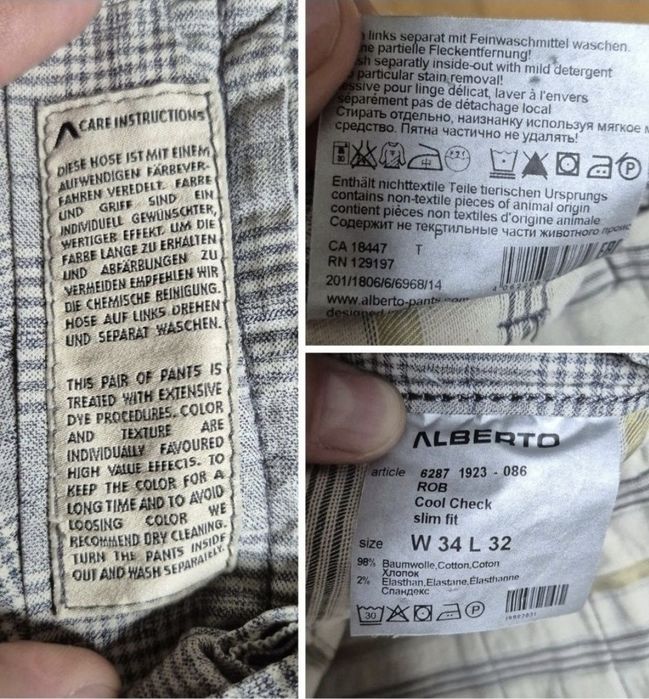 CARE INSTRUCTIONS
DIESE HOSE IST MIT EINEM
AUFWENDIGEN FÄRBEVER-
FAHREN VEREDELT. FARBE
UND GRIFF SIND EIN
INDIVIDUELL GEWÜNSCHTER,
WERTIGER EFFEKT. UM DIE
FARBE LANGE ZU ERHALTEN
UND ABFÄRBUNGEN ZU
VERMEIDEN EMPFEHLEN WIR
DIE CHEMISCHE REINIGUNG.
HOSE AUF LINKS DREHEN
UND SEPARAT WASCHEN.
THIS PAIR OF PANTS IS
TREATED WITH EXTENSIVE
DYE PROCEDURES. COLOR
AND TEXTURE ARE
INDIVIDUALLY FAVOURED
HIGH VALUE EFFECTS. TO
KEEP THE COLOR FOR A
LONG TIME AND TO AVOID
LOOSING COLOR WE
RECOMMEND DRY CLEANING.
TURN THE PANTS INSIDE
OUT AND WASH SEPARATELY.
links separat mit Feinwaschmittel waschen.
ne partielle Fleckentfernung!
sh separatly inside-out with mild detergent
particular stain removal!
essive pour linge délicat, laver à l'envers
séparément pas de détachage local
Стирать отдельно, наизнанку используя мягкое м
средство. Пятна частично не удалять!
30
P
Enthält nichttextile Teile tierischen Ursprungs
contains non-textile pieces of animal origin
contient pièces non textiles d'origine animale
Содержит не текстильные части животного проис
CA 18447 T
RN 129197
EAC
201/1806/6/6968/14
www.alberto-pants.com
designed
ALBERTO
article 6287 1923 - 086
ROB
Cool Check
slim fit
size W 34 L 32
98% Baumwolle,Cotton,Coton
Хлопок
2% Elasthan,Elastane,Élasthanne
Спандекс
30 P